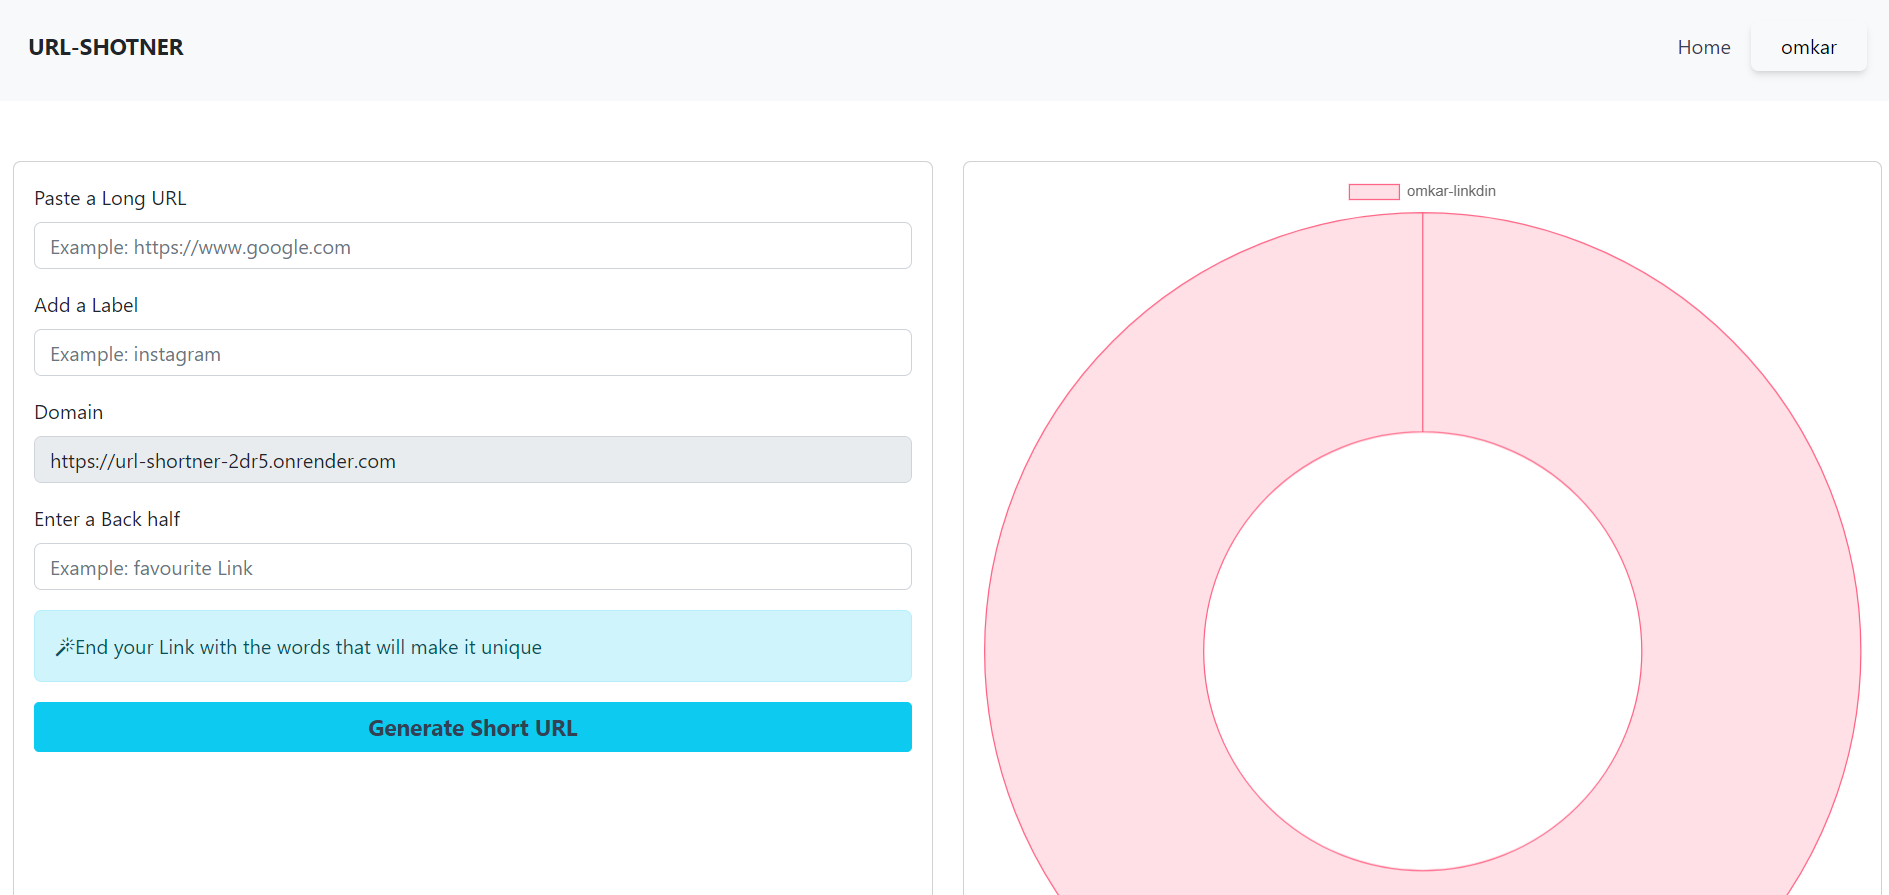 URL-SHOTNER
Home
omkar
Paste a Long URL
Example: https://www.google.com
Add a Label
Example: instagram
Domain
https://url-shortner-2dr5.onrender.com
Enter a Back half
Example: favourite Link
End your Link with the words that will make it unique
Generate Short URL
omkar-linkdin